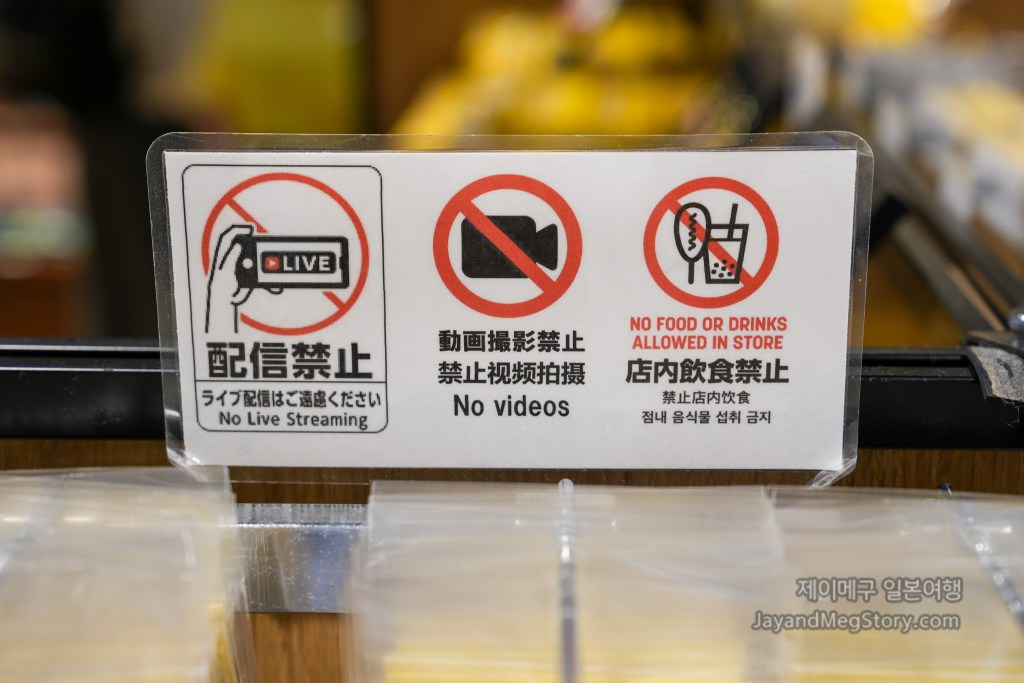 LIVE
配信禁止
ライブ配信はご遠慮ください
No Live Streaming
動画撮影禁止
禁止视频拍摄
No videos
NO FOOD OR DRINKS
ALLOWED IN STORE
店内飲食禁止
禁止店内饮食
점내 음식물 섭취 금지
제이메구 일본여행
JayandMegStory.com